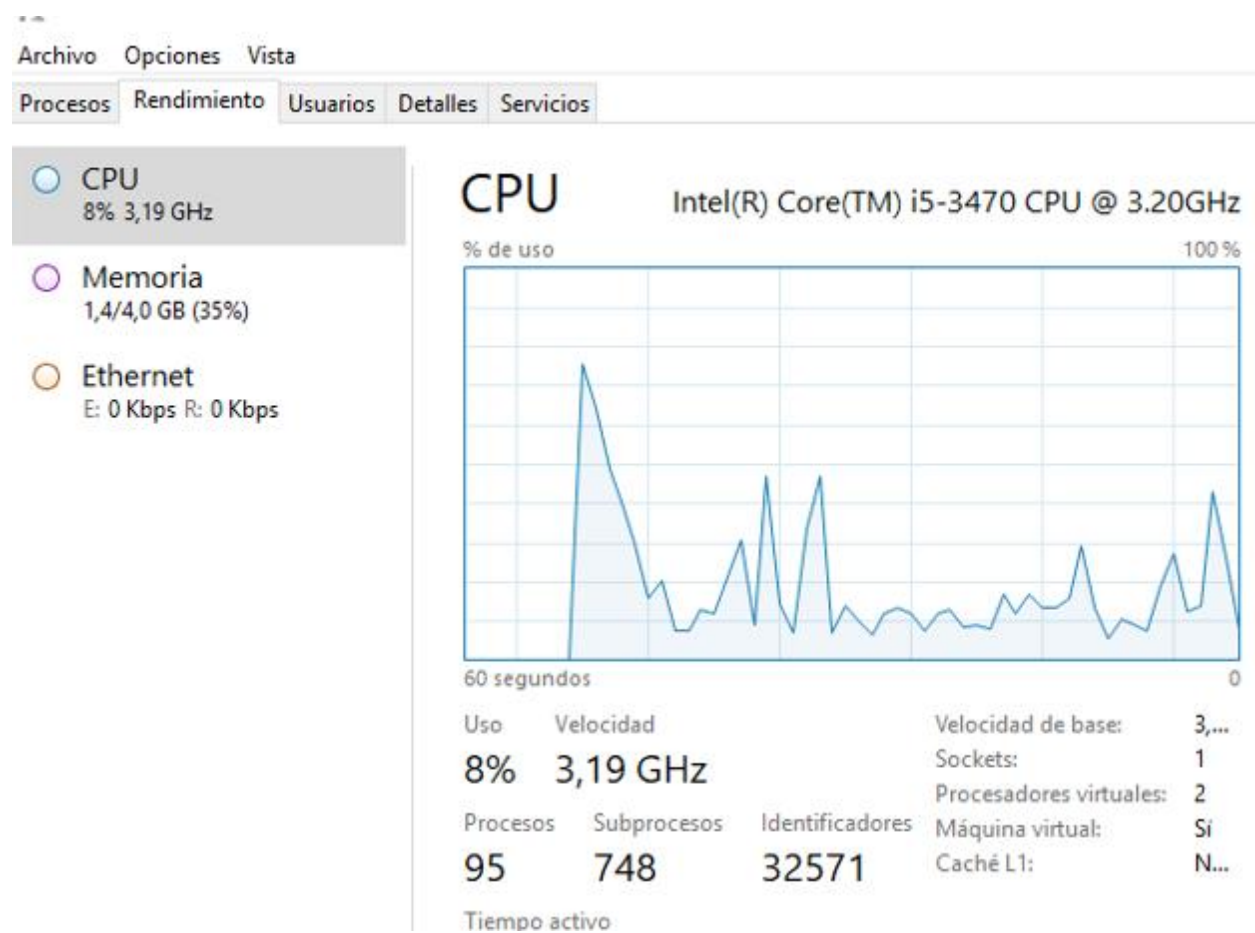 Archivo Opciones Vista
Procesos Rendimiento Usuarios Detalles Servicios
CPU
8% 3,19 GHz
Memoria
1,4/4,0 GB (35%)
Ethernet
E: 0 Kbps R: 0 Kbps
CPU Intel(R) Core(TM) i5-3470 CPU @ 3.20GHz
% de uso 100 %
60 segundos 0
Uso Velocidad
8% 3,19 GHz
Procesos Subprocesos Identificadores
95 748 32571
Tiempo activo
Velocidad de base: 3,...
Sockets: 1
Procesadores virtuales: 2
Máquina virtual: Sí
Caché L1: N...